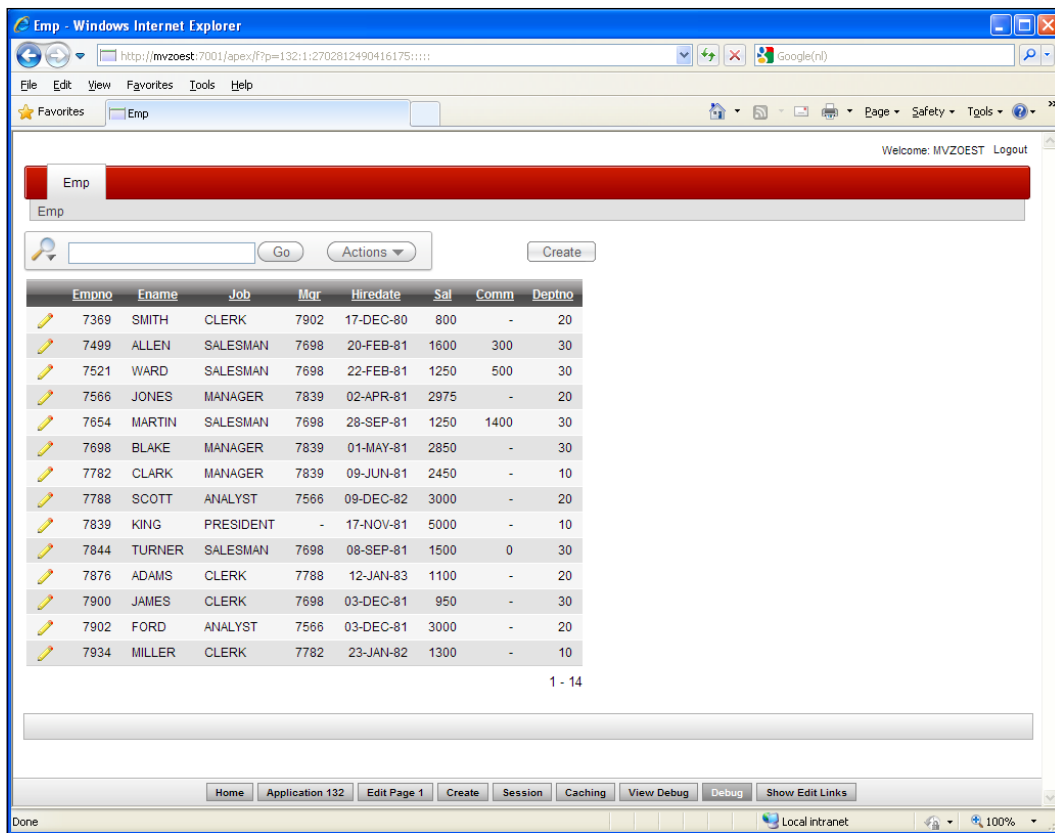 Emp - Windows Internet Explorer
http://mvzoest:7001/apex/f?p=132:1:2702812490416175:::::
Google(nl)
File Edit View Favorites Tools Help
Favorites Emp Page Safety Tools »
Welcome: MVZOEST Logout
Emp
Emp
Go Actions Create
Empno Ename Job Mgr Hiredate Sal Comm Deptno
7369 SMITH CLERK 7902 17-DEC-80 800 - 20
7499 ALLEN SALESMAN 7698 20-FEB-81 1600 300 30
7521 WARD SALESMAN 7698 22-FEB-81 1250 500 30
7566 JONES MANAGER 7839 02-APR-81 2975 - 20
7654 MARTIN SALESMAN 7698 28-SEP-81 1250 1400 30
7698 BLAKE MANAGER 7839 01-MAY-81 2850 - 30
7782 CLARK MANAGER 7839 09-JUN-81 2450 - 10
7788 SCOTT ANALYST 7566 09-DEC-82 3000 - 20
7839 KING PRESIDENT - 17-NOV-81 5000 - 10
7844 TURNER SALESMAN 7698 08-SEP-81 1500 0 30
7876 ADAMS CLERK 7788 12-JAN-83 1100 - 20
7900 JAMES CLERK 7698 03-DEC-81 950 - 30
7902 FORD ANALYST 7566 03-DEC-81 3000 - 20
7934 MILLER CLERK 7782 23-JAN-82 1300 - 10
1 - 14
Home Application 132 Edit Page 1 Create Session Caching View Debug Debug Show Edit Links
Done Local intranet 100%